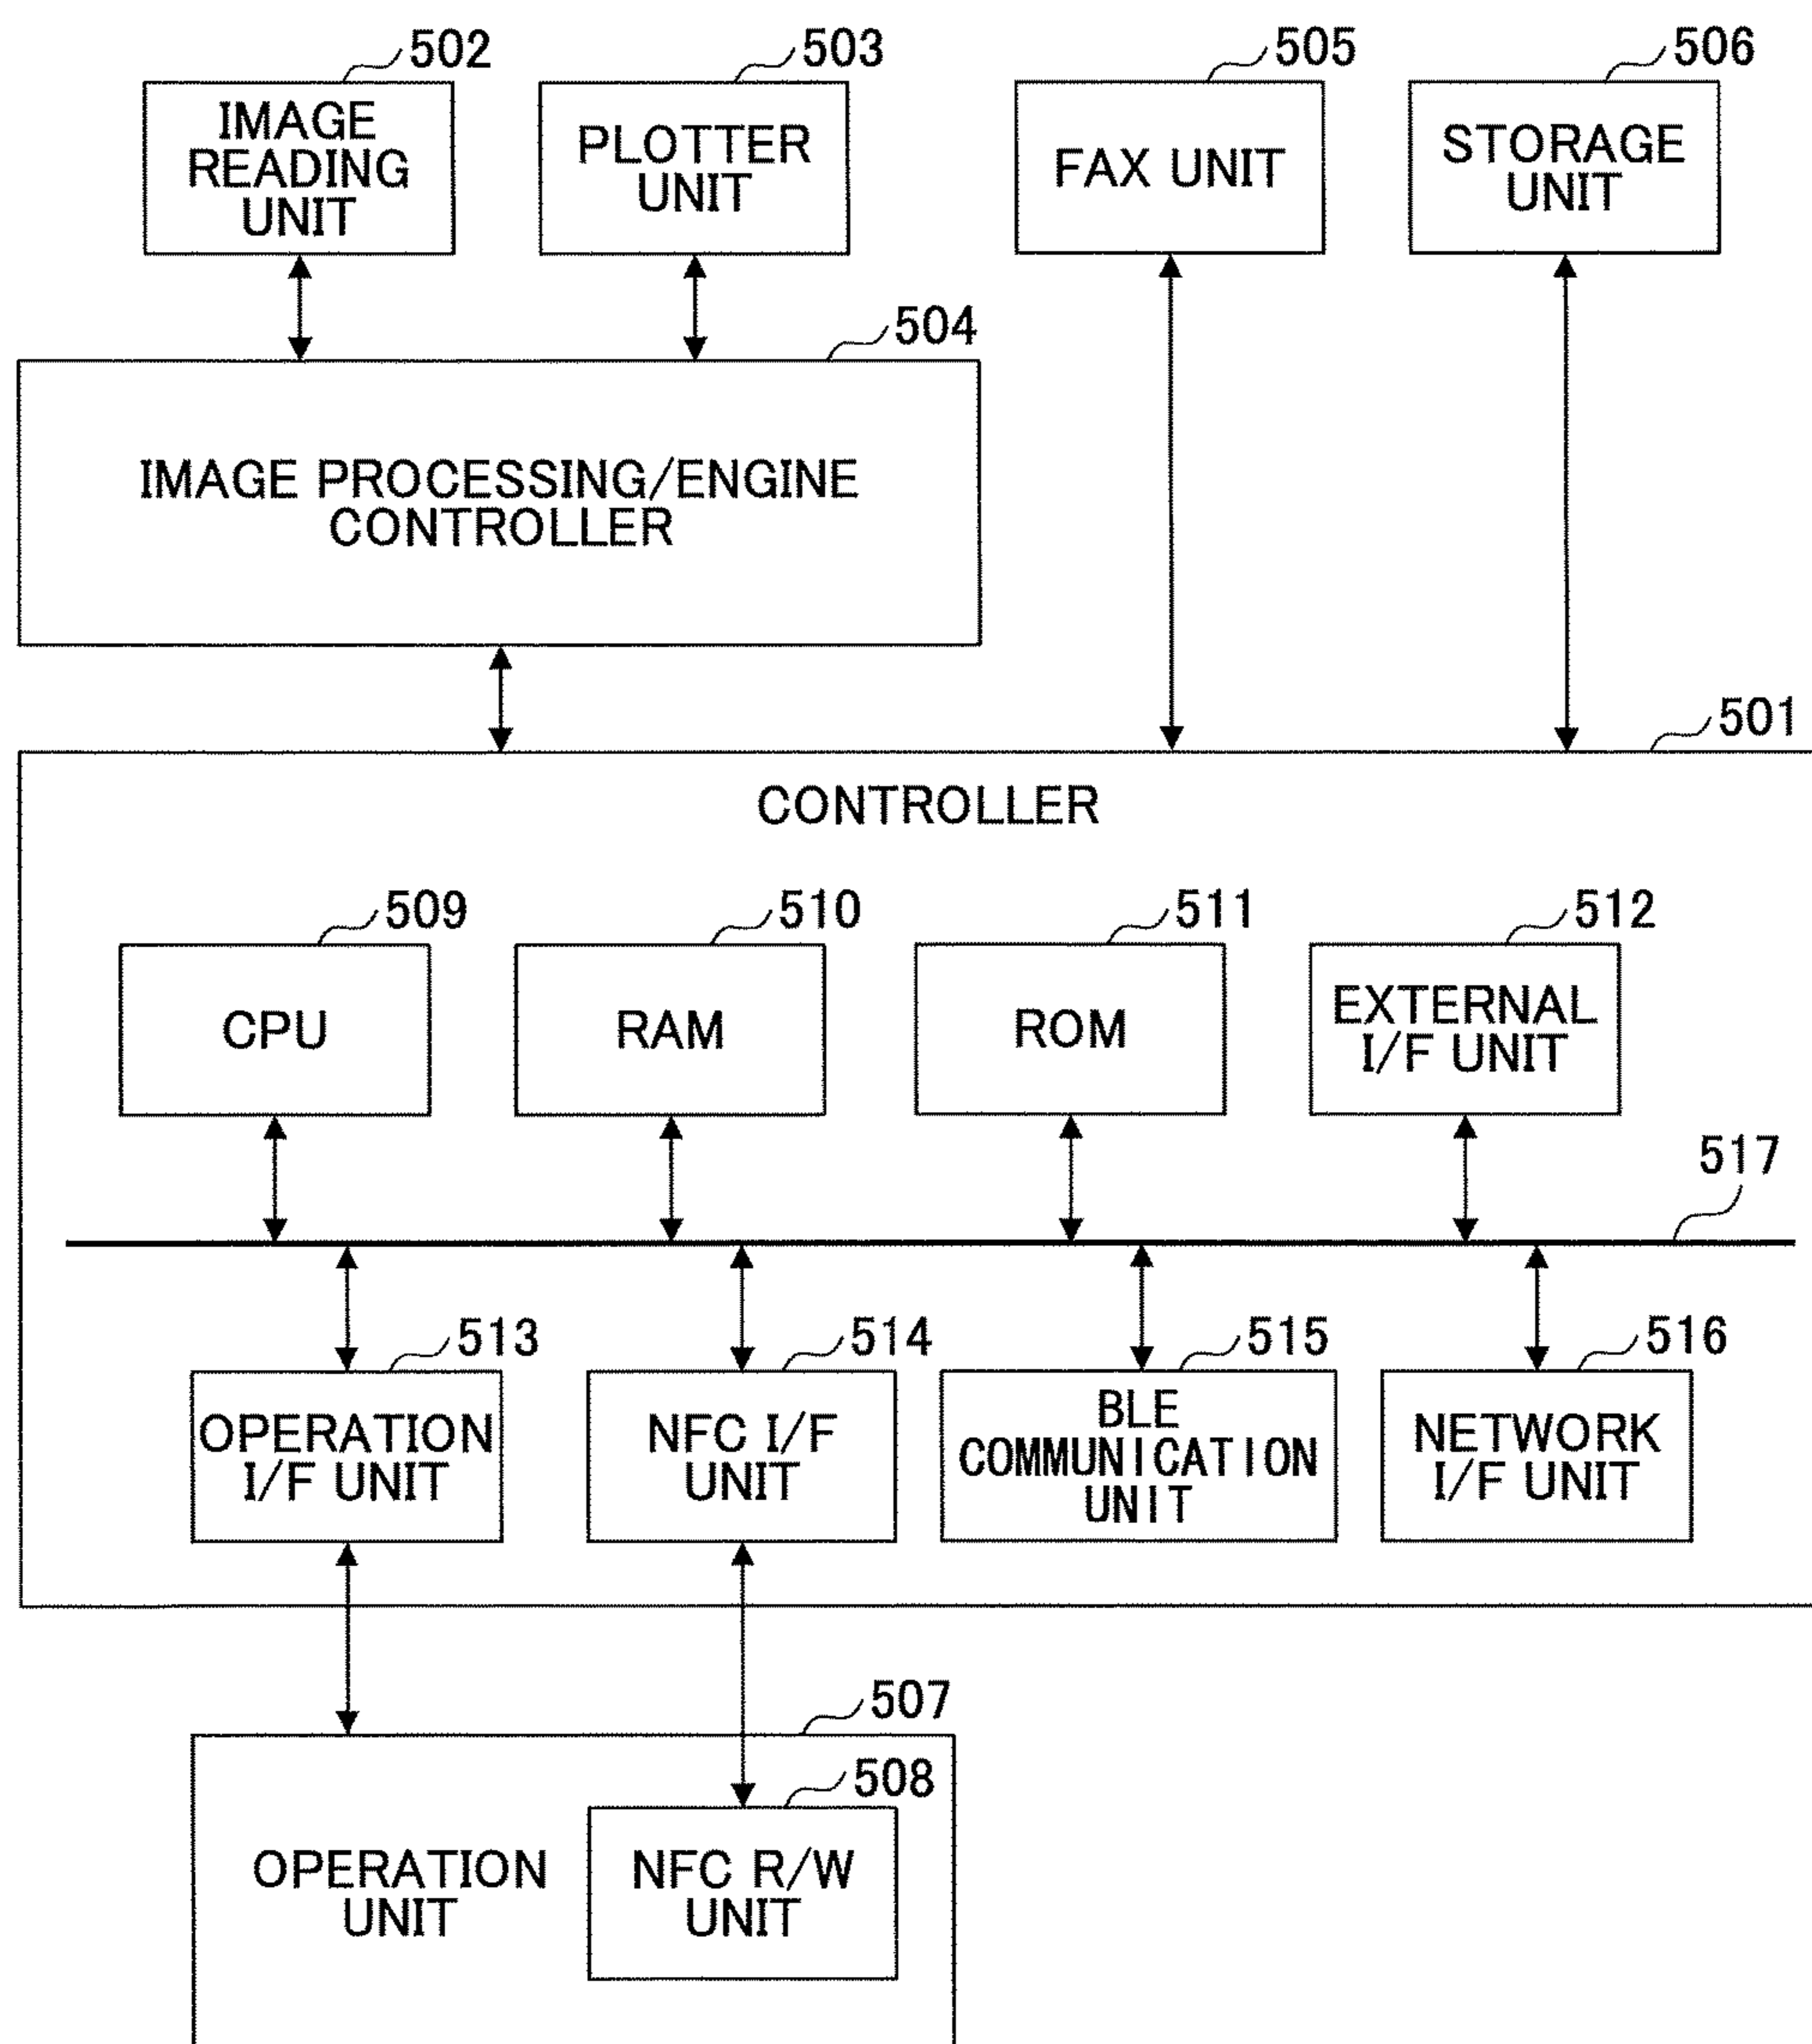 502
503
505
506
IMAGE
READING
UNIT
PLOTTER
UNIT
FAX UNIT
STORAGE
UNIT
504
IMAGE PROCESSING/ENGINE
CONTROLLER
501
CONTROLLER
509
510
511
512
CPU
RAM
ROM
EXTERNAL
I/F UNIT
517
513
514
515
516
OPERATION
I/F UNIT
NFC I/F
UNIT
BLE
COMMUNICATION
UNIT
NETWORK
I/F UNIT
507
508
OPERATION
UNIT
NFC R/W
UNIT